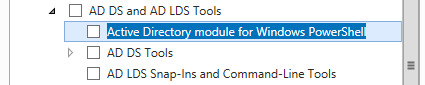 AD DS and AD LDS Tools
Active Directory module for Windows PowerShell
AD DS Tools
AD LDS Snap-Ins and Command-Line Tools